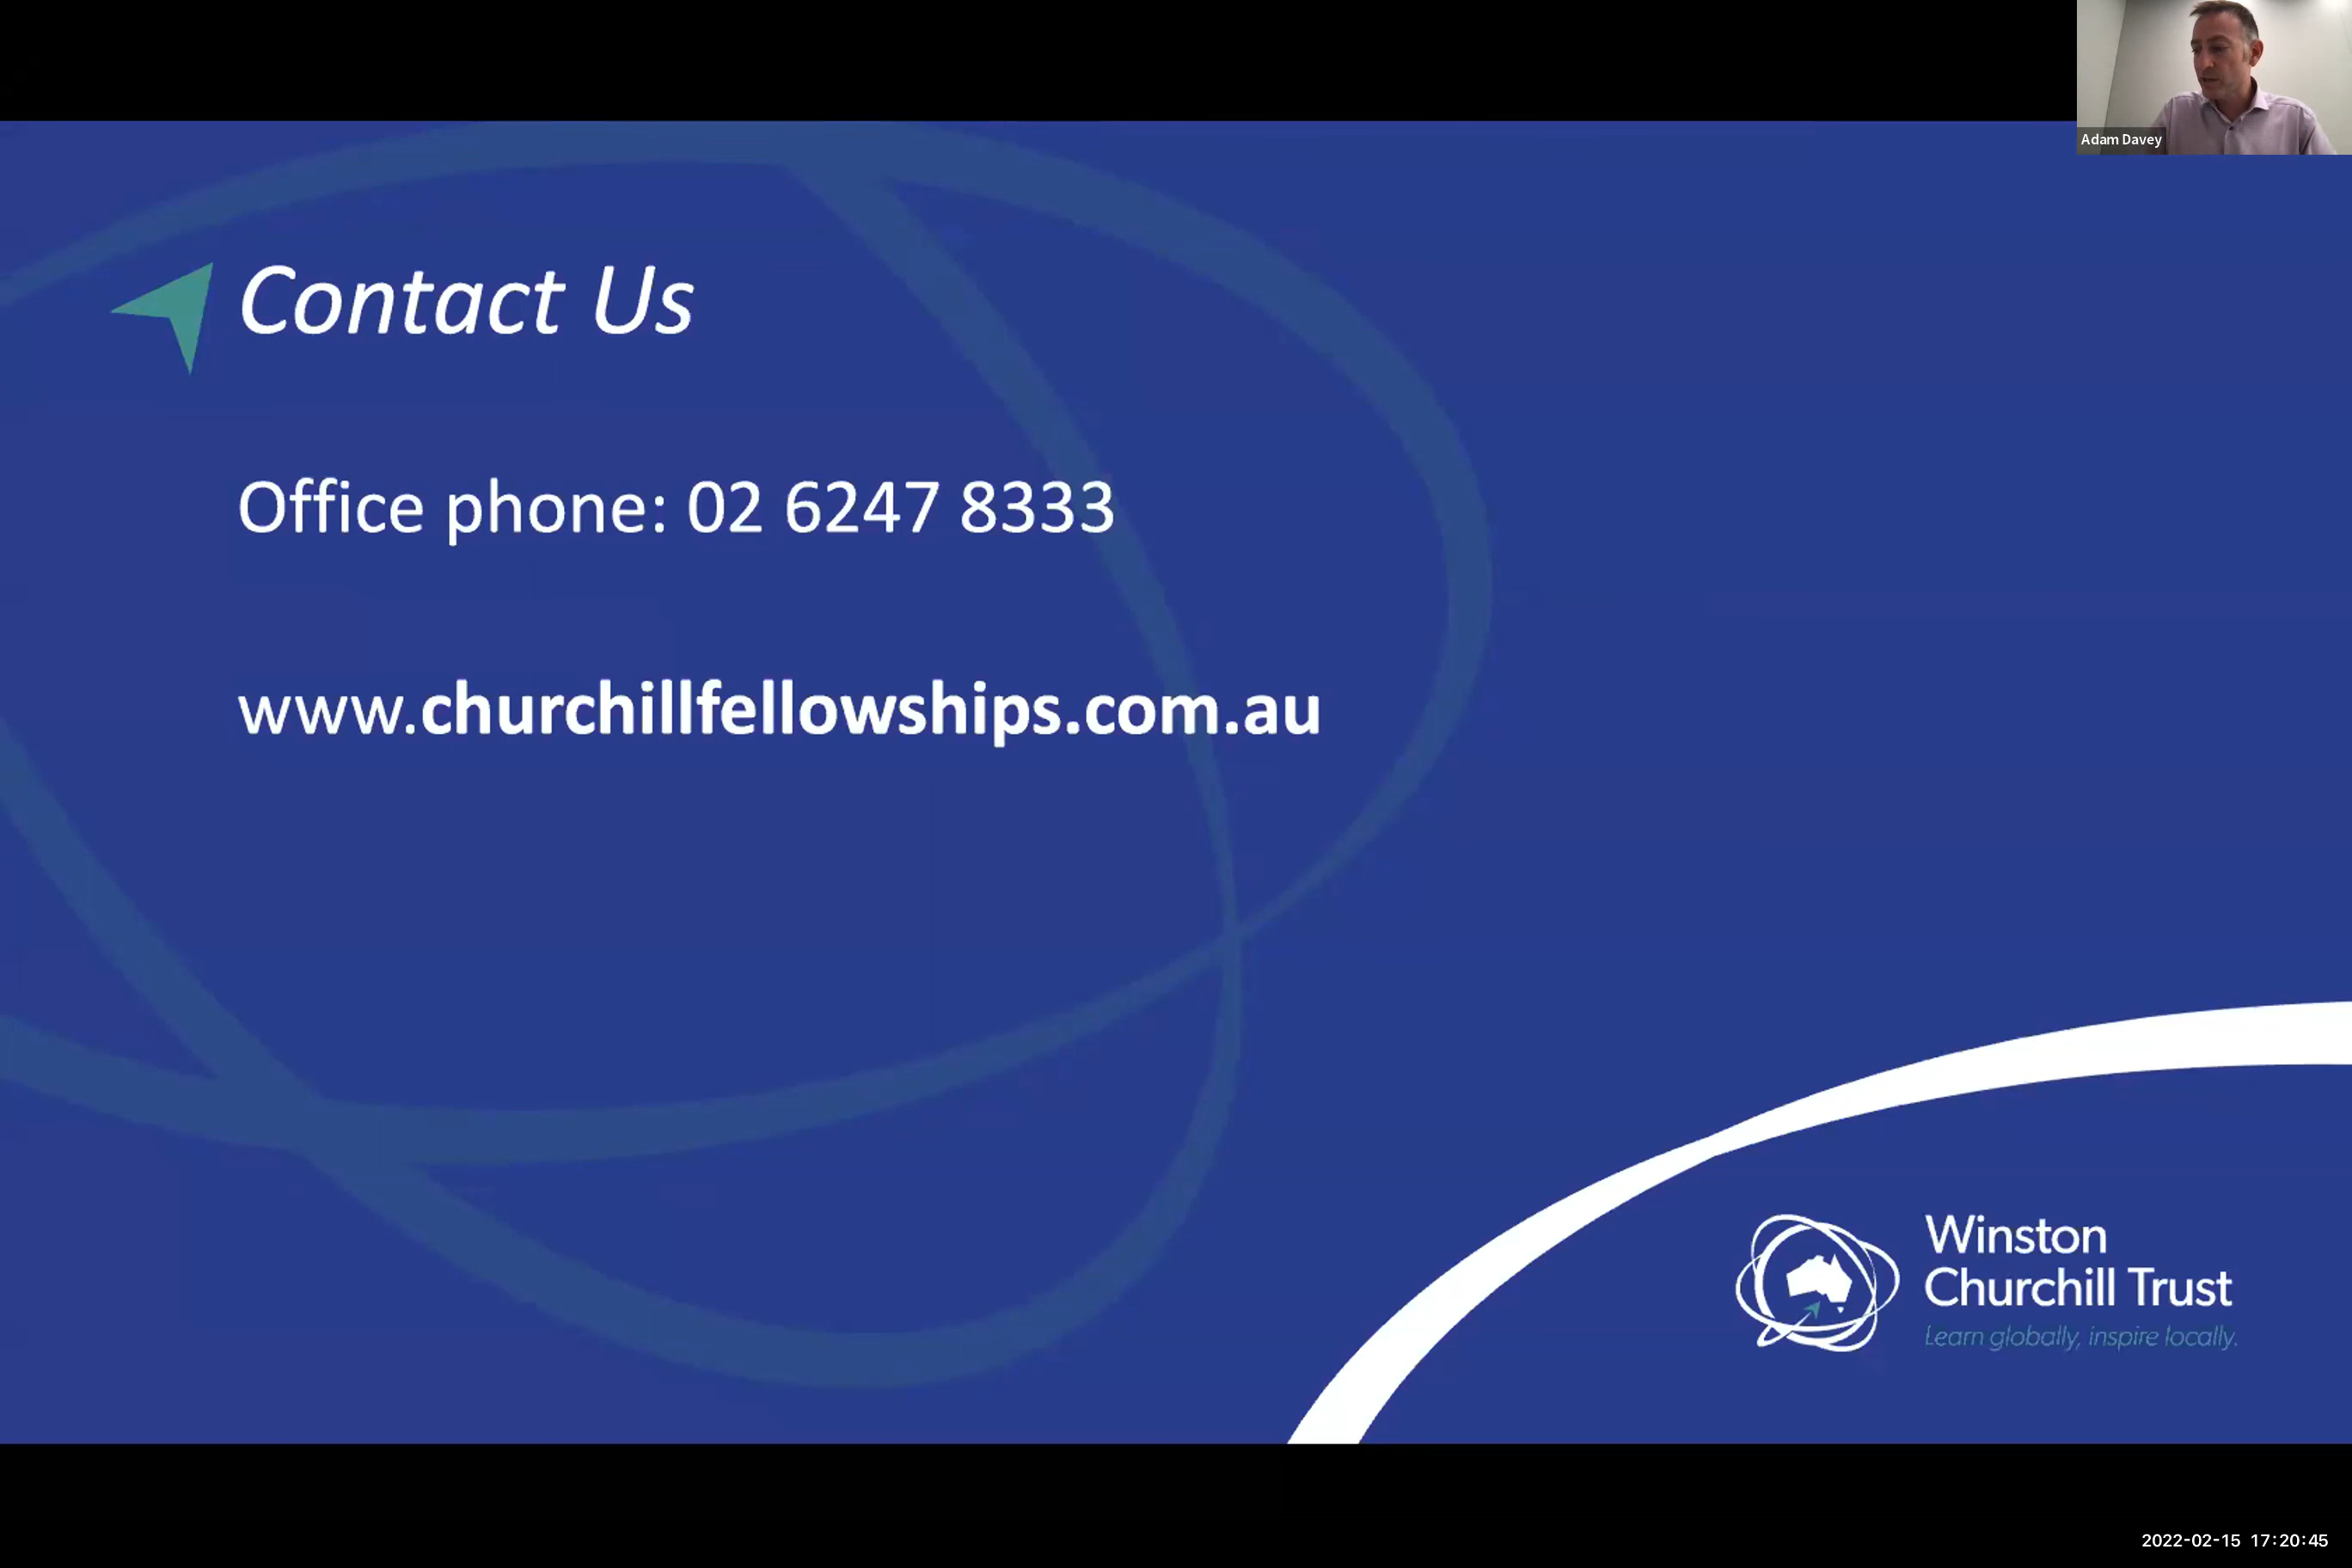 Adam Davey
Contact Us
Office phone: 02 6247 8333
www.churchillfellowships.com.au
Winston
Churchill Trust
Learn globally, inspire locally.
2022-02-15 17:20:45